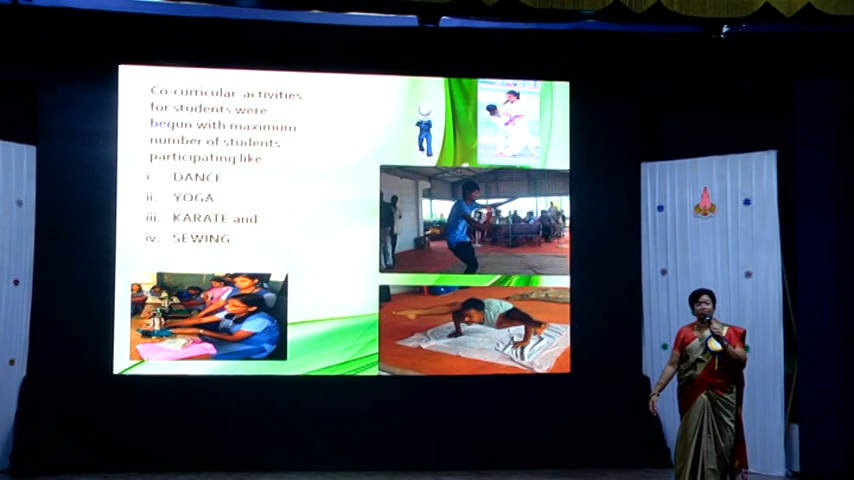 Co-curricular activities
for students were
begun with maximum
number of students
participating like
i. DANCE
ii. YOGA
iii. KARATE and
iv. SEWING